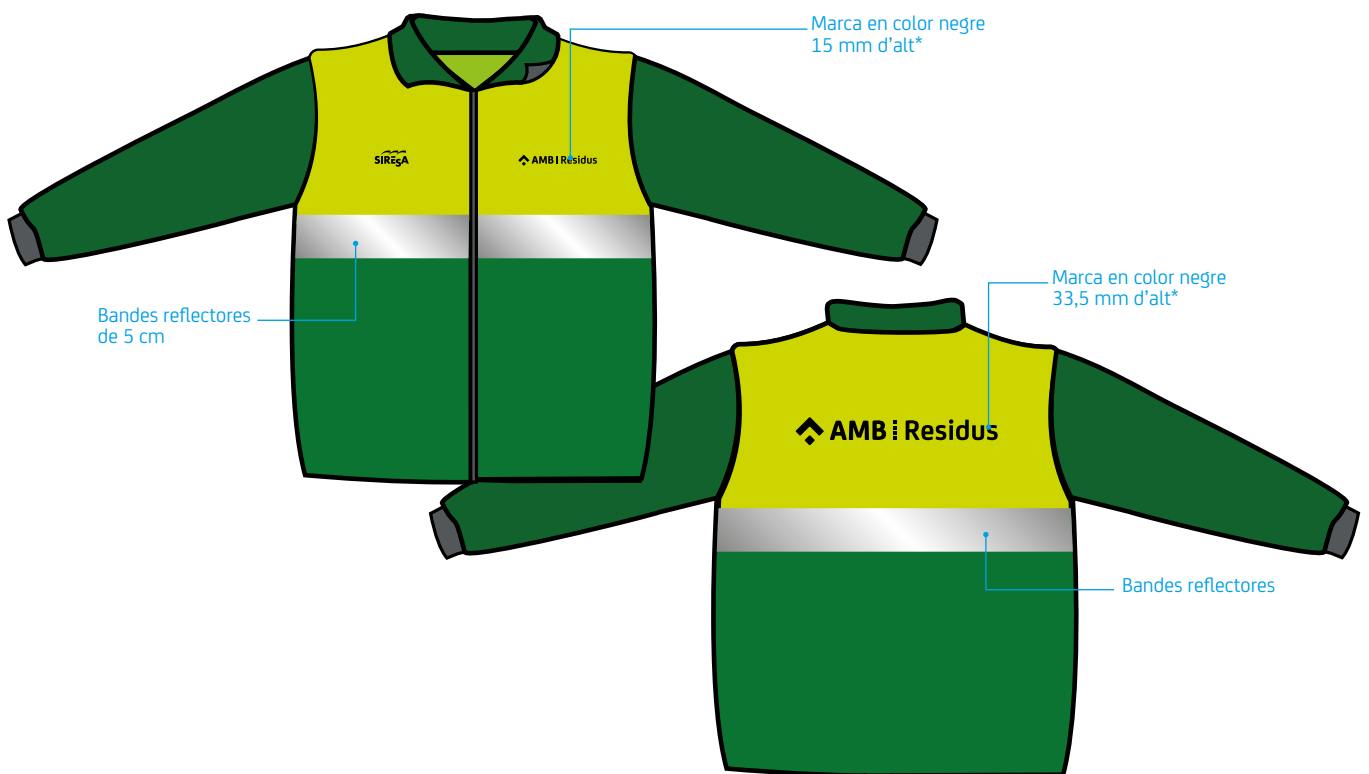 Marca en color negre
15 mm d'alt*
SIRESA
AMB Residus
Bandes reflectores
de 5 cm
Marca en color negre
33,5 mm d'alt*
AMB Residus
Bandes reflectores